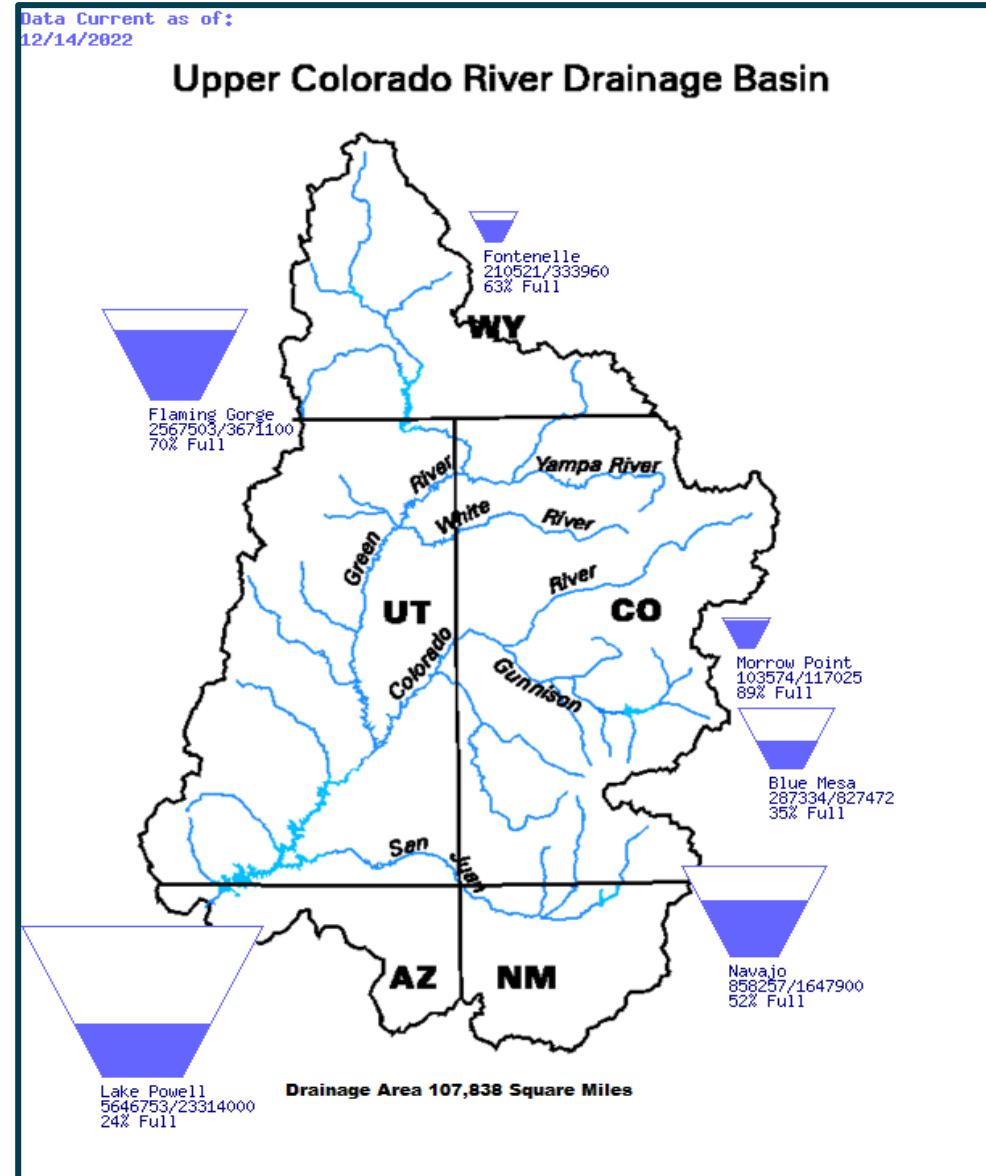 Data Current as of:
12/14/2022
Upper Colorado River Drainage Basin
Fontenelle
210521/333960
63% Full
WY
Flaming Gorge
2567503/3671100
70% Full
River
Yampa River
White
River
Green
River
UT
CO
Colorado
Gunnison
Morrow Point
103574/117025
89% Full
Blue Mesa
287334/827472
35% Full
San
Juan
Navajo
858257/1647900
52% Full
AZ
NM
Lake Powell
5646753/23314000
24% Full
Drainage Area 107,838 Square Miles